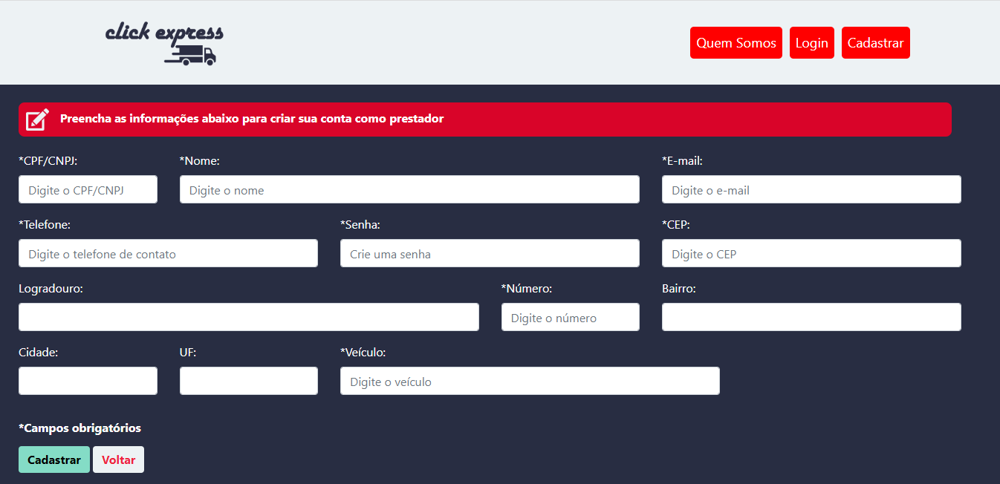 click express
Quem Somos Login Cadastrar
Preencha as informações abaixo para criar sua conta como prestador
*CPF/CNPJ: *Nome: *E-mail:
Digite o CPF/CNPJ Digite o nome Digite o e-mail
*Telefone: *Senha: *CEP:
Digite o telefone de contato Crie uma senha Digite o CEP
Logradouro: *Número: Bairro:
Digite o número
Cidade: UF: *Veículo:
Digite o veículo
*Campos obrigatórios
Cadastrar Voltar